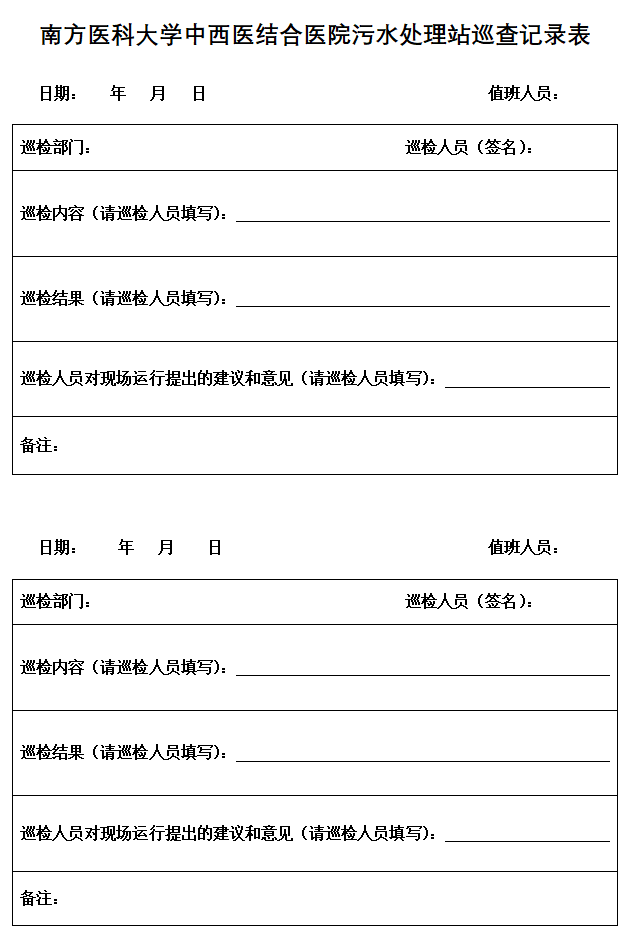 南方医科大学中西医结合医院污水处理站巡查记录表
日期： 年 月 日 值班人员：
巡检部门： 巡检人员（签名）：
巡检内容（请巡检人员填写）：
巡检结果（请巡检人员填写）：
巡检人员对现场运行提出的建议和意见（请巡检人员填写）：
备注：
日期： 年 月 日 值班人员：
巡检部门： 巡检人员（签名）：
巡检内容（请巡检人员填写）：
巡检结果（请巡检人员填写）：
巡检人员对现场运行提出的建议和意见（请巡检人员填写）：
备注：